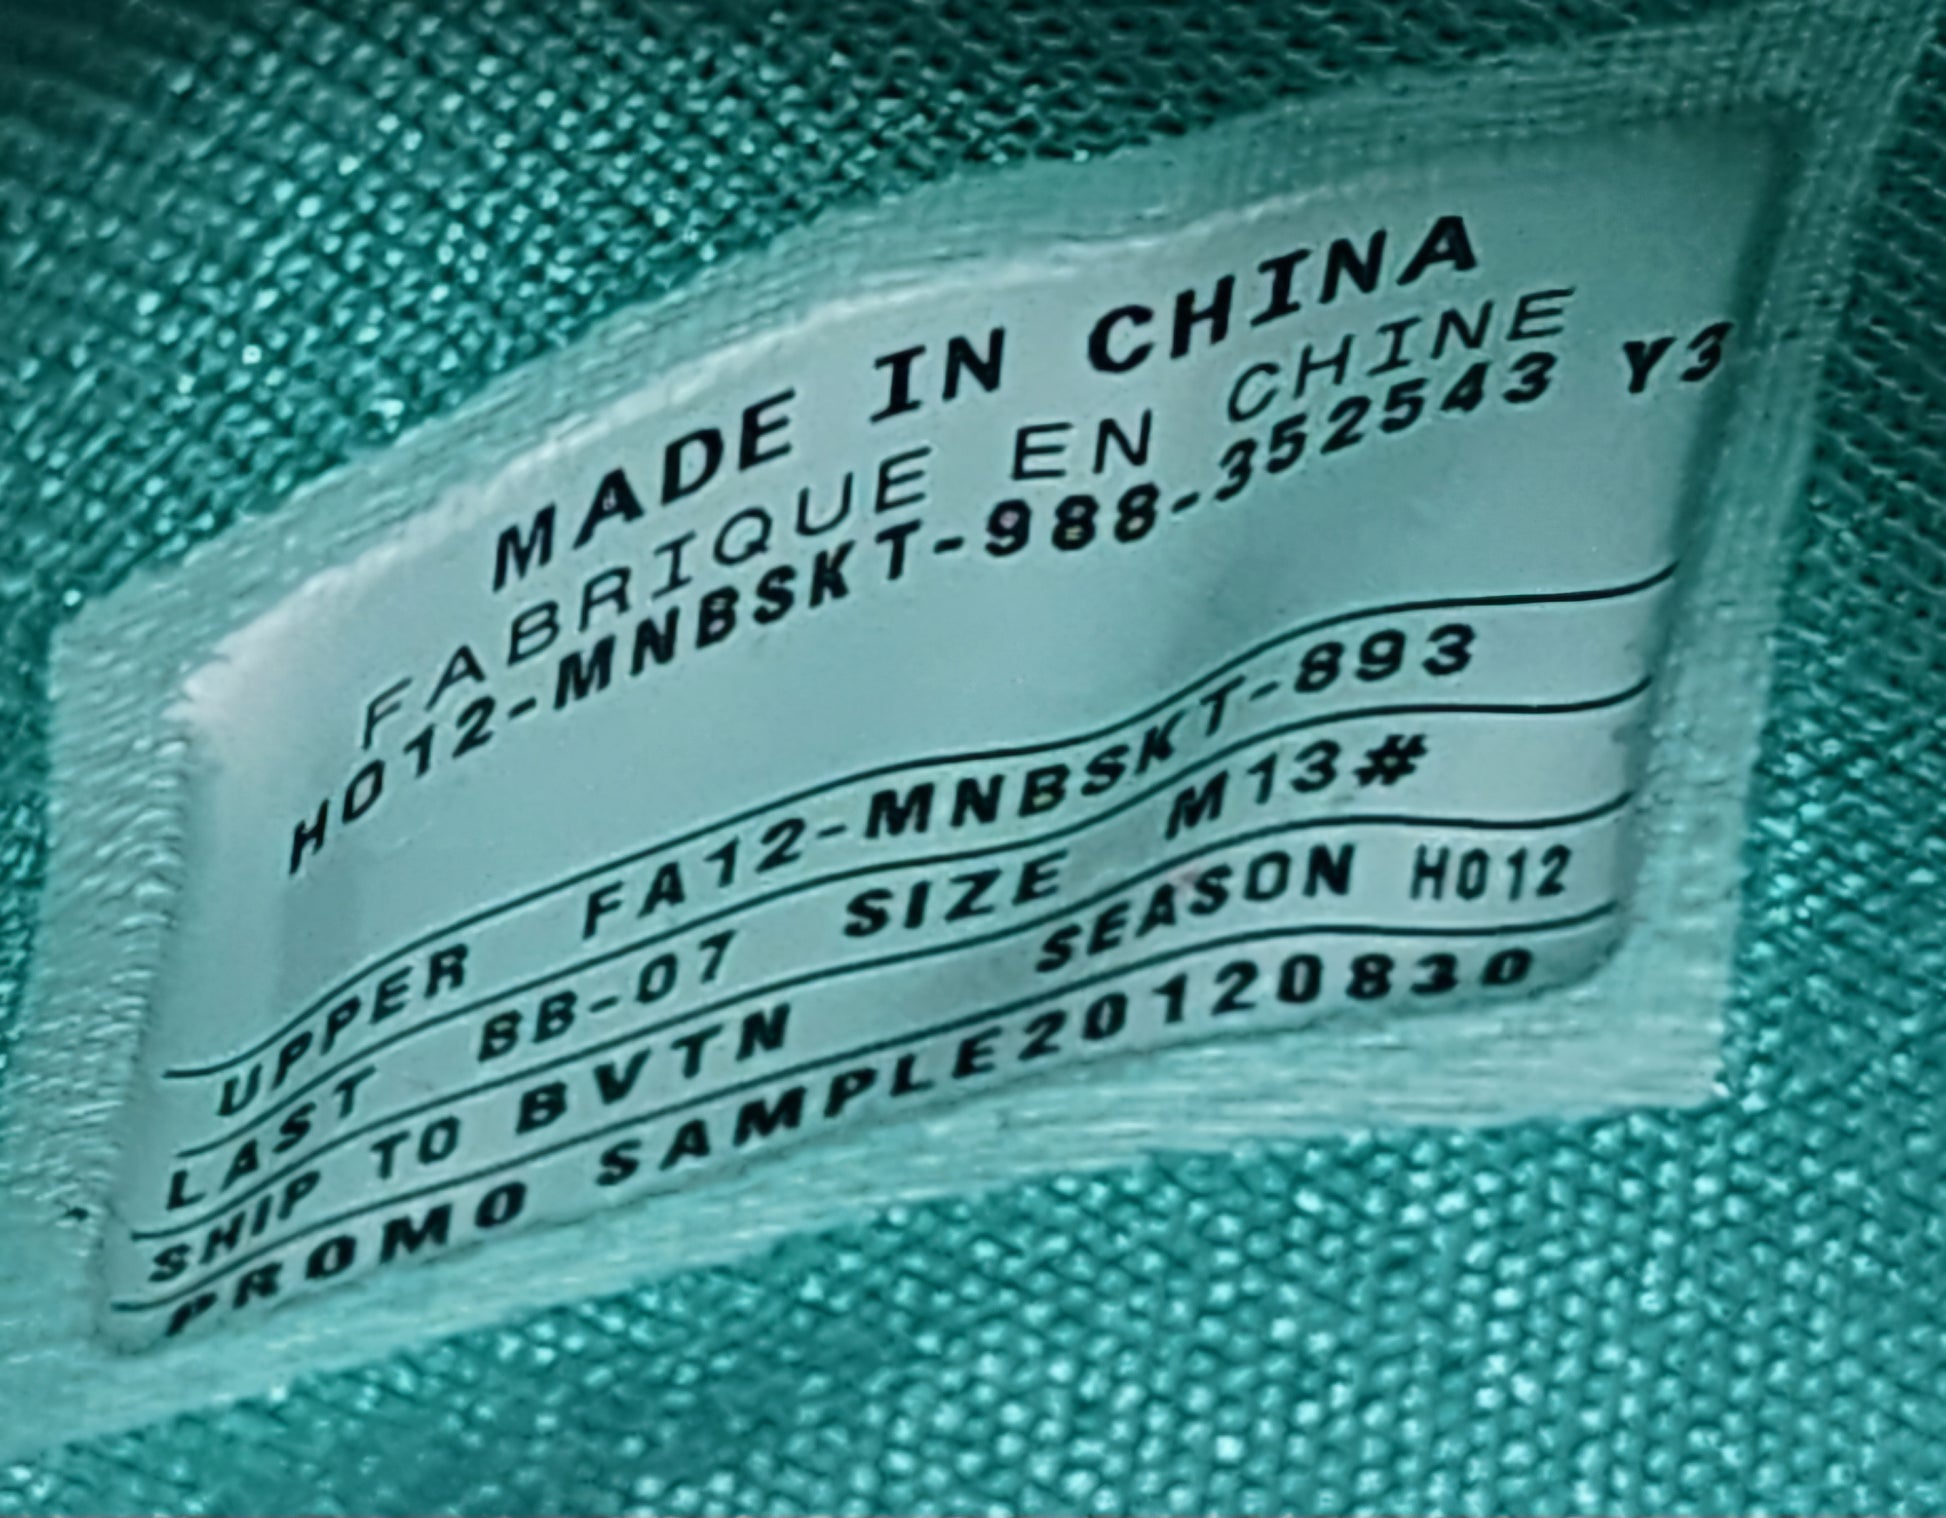 MADE IN CHINA
FABRIQUE EN CHINE
HO12-MNBSKT-988-352543 Y3
UPPER FA12-MNBSKT-893
LAST BB-07 SIZE M13#
SHIP TO BVTN SEASON HO12
PROMO SAMPLE20120830